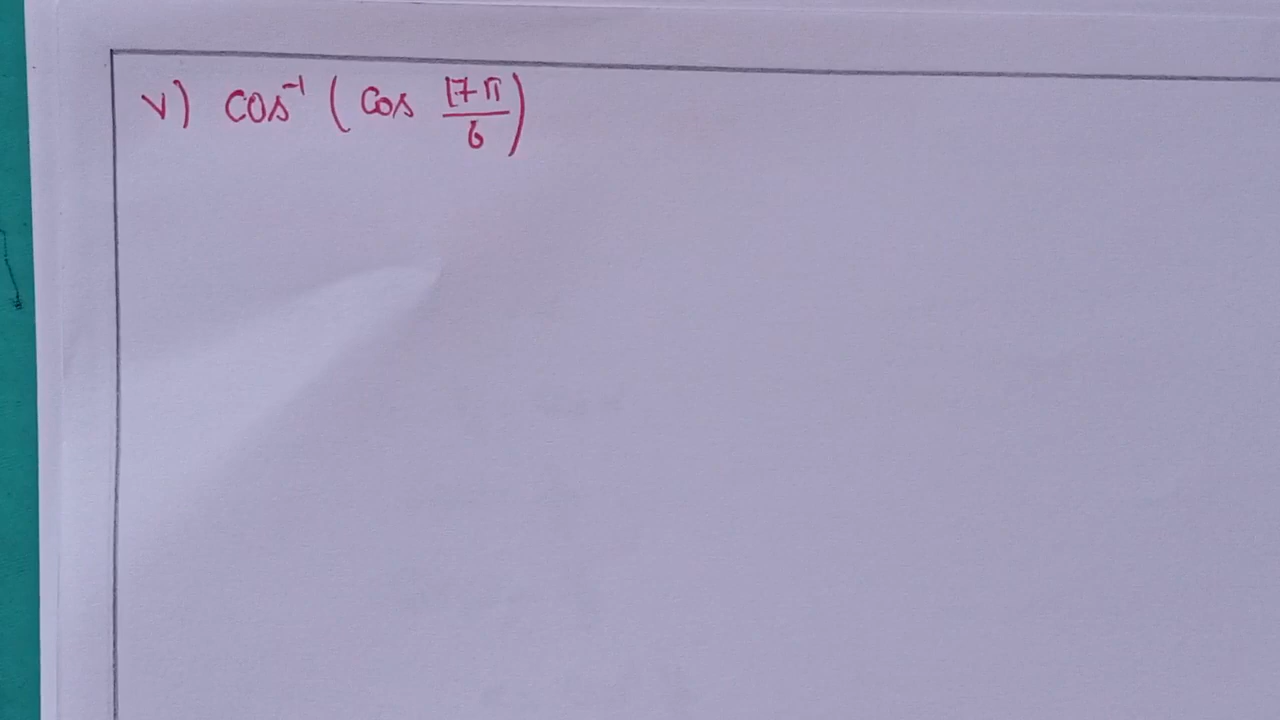 v) cos⁻¹ ( cos 17π/6 )